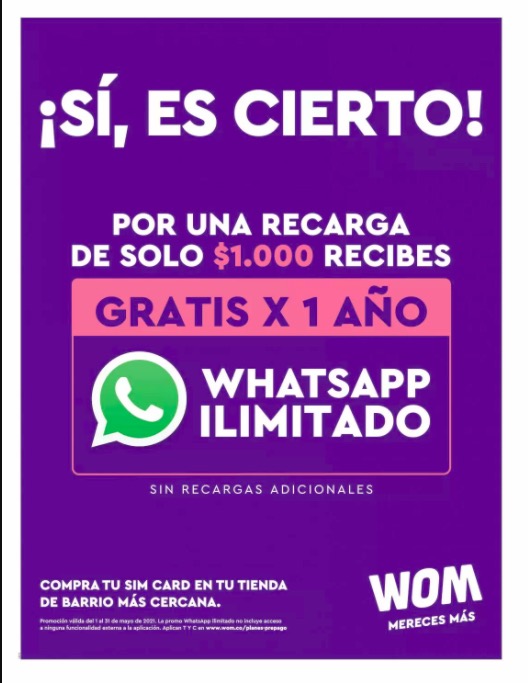 ¡SÍ, ES CIERTO!
POR UNA RECARGA
DE SOLO $1.000 RECIBES
GRATIS X 1 AÑO
WHATSAPP
ILIMITADO
SIN RECARGAS ADICIONALES
COMPRA TU SIM CARD EN TU TIENDA
DE BARRIO MÁS CERCANA.
Promoción válida del 1 al 31 de mayo de 2021. La promo WhatsApp ilimitado no incluye acceso
a ninguna funcionalidad externa a la aplicación. Aplican T Y C en www.wom.co/planes-prepago
WOM
MERECES MÁS